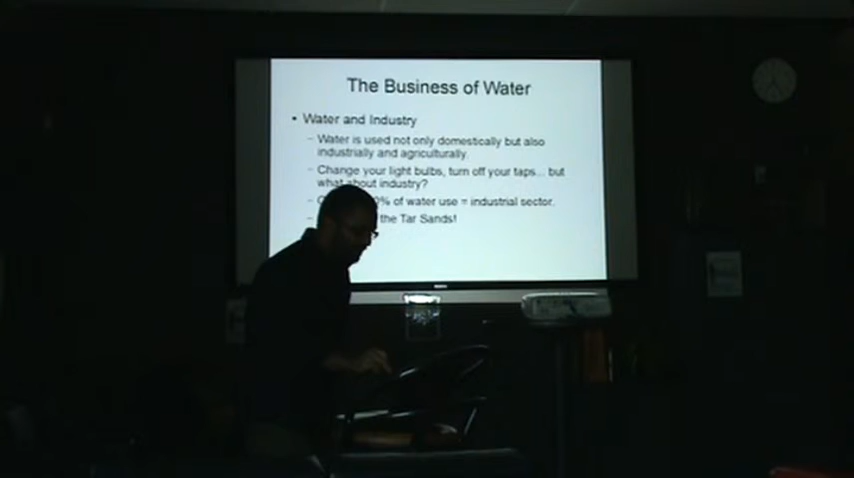 The Business of Water
• Water and Industry
– Water is used not only domestically but also
industrially and agriculturally.
– Change your light bulbs, turn off your taps... but
what about industry?
– 0% of water use = industrial sector.
– the Tar Sands!